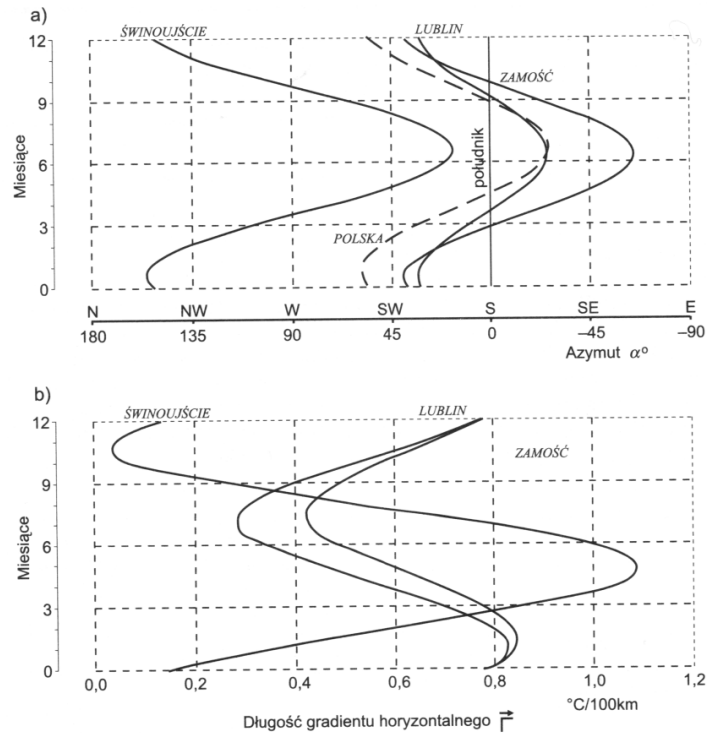 a)
ŚWINOUJŚCIE LUBLIN
12
ZAMOŚĆ
9
Miesiące
6
południk
3
POLSKA
0
N NW W SW S SE E
180 135 90 45 0 –45 –90
Azymut α°
b)
ŚWINOUJŚCIE LUBLIN
12
ZAMOŚĆ
9
Miesiące
6
3
0
0,0 0,2 0,4 0,6 0,8 1,0 1,2
°C/100km
Długość gradientu horyzontalnego Γ⃗